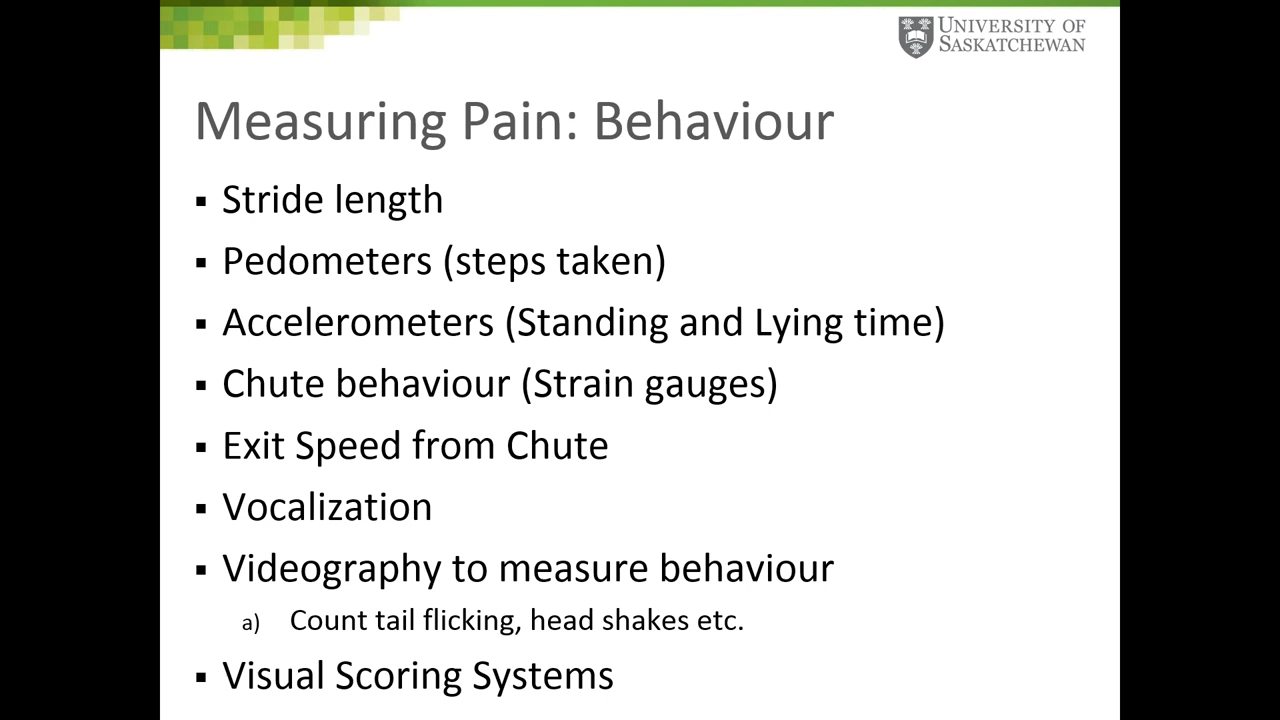 UNIVERSITY OF
SASKATCHEWAN
Measuring Pain: Behaviour
▪ Stride length
▪ Pedometers (steps taken)
▪ Accelerometers (Standing and Lying time)
▪ Chute behaviour (Strain gauges)
▪ Exit Speed from Chute
▪ Vocalization
▪ Videography to measure behaviour
a) Count tail flicking, head shakes etc.
▪ Visual Scoring Systems